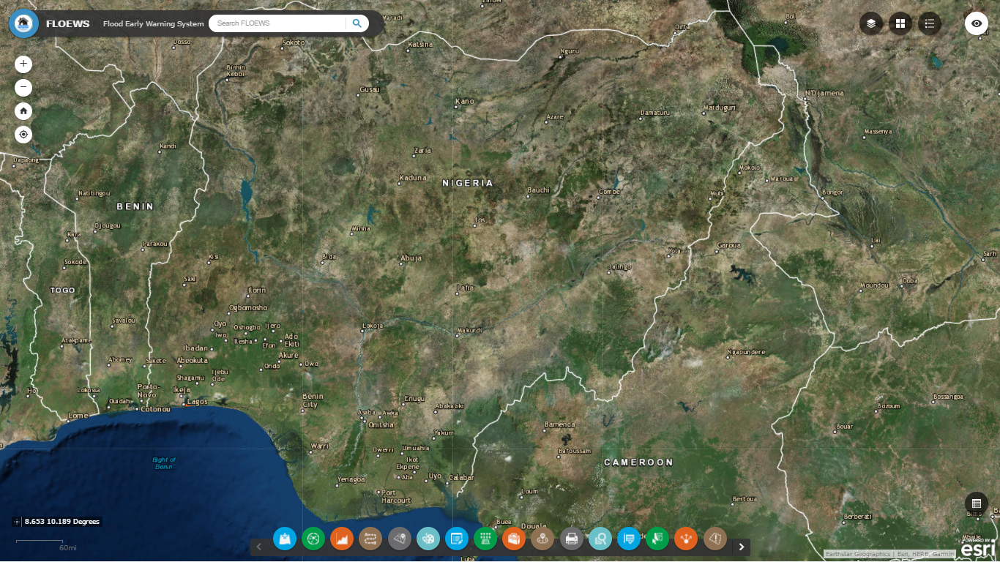 FLOEWS
Flood Early Warning System
Search FLOEWS
Maradi
Diffa
Bol
Dosso
Sokoto
Katsina
Nguru
Birnin
Kebbi
Gusau
Kano
N'Djamena
Azare
Damaturu
Maiduguri
Massenya
Kandi
Zaria
Dapaong
Mokolo
Maroua
Kaduna
NIGERIA
Bauchi
Gombe
Mubi
Bongor
Natitingou
BENIN
Jos
Djougou
Kara
Minna
Parakou
Lai
Kisi
Bida
Abuja
Yola
Garoua
Sarh
Sokode
Jalingo
Saki
Doba
Moundou
TOGO
Ilorin
Lafia
Ogbomosho
Savalou
Oyo
Oshogbo
Ijero
Lokoja
Makurdi
Iwo
Ilesha
Efon
Ado
Ekiti
Atakpame
Ibadan
Akure
Ngaoundere
Abomey
Sakete
Abeokuta
Ondo
Owo
Shagamu
Ijebu
Ode
Ho
Lokossa
Porto-
Novo
Ikeja
Ouidah
Lagos
Cotonou
Benin
City
Enugu
Abakaliki
Bossangoa
Bozoum
Lome
Asaba
Awka
Onitsha
Bamenda
Bouar
Yakurr
Warri
Owerri
Umuahia
Bafoussam
Bight of
Benin
Ikot
Ekpene
CAMEROON
Yenagoa
Aba
Uyo
Calabar
Port
Harcourt
Loum
Bertoua
Berberati
Buea
Douala
Luba
8.653 10.189 Degrees
60mi
Earthstar Geographics | Esri, HERE, Garmin
POWERED BY
esri